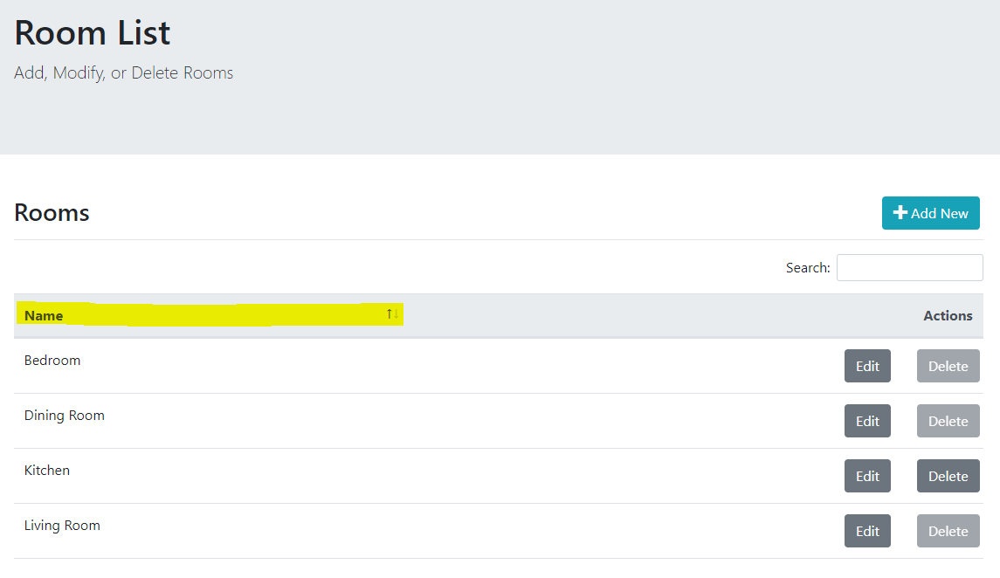 Room List
Add, Modify, or Delete Rooms
Rooms
Add New
Search:
Name Actions
Bedroom Edit Delete
Dining Room Edit Delete
Kitchen Edit Delete
Living Room Edit Delete